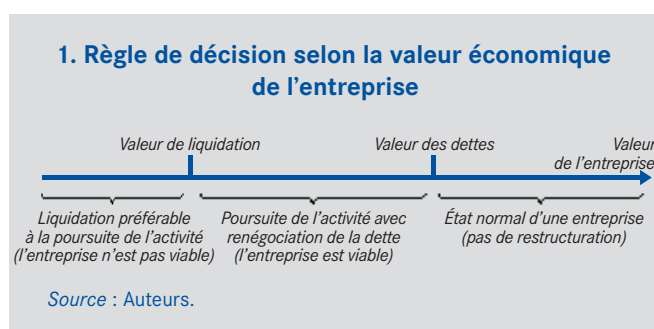 1. Règle de décision selon la valeur économique
de l’entreprise
Valeur de liquidation
Valeur des dettes
Valeur
de l’entreprise
Liquidation préférable
à la poursuite de l’activité
(l’entreprise n’est pas viable)
Poursuite de l’activité avec
renégociation de la dette
(l’entreprise est viable)
État normal d’une entreprise
(pas de restructuration)
Source : Auteurs.